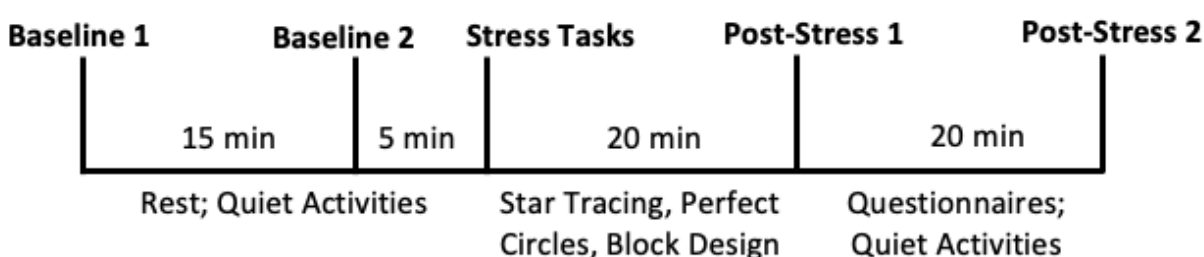 Baseline 1
Baseline 2
Stress Tasks
Post-Stress 1
Post-Stress 2
15 min
5 min
20 min
20 min
Rest; Quiet Activities
Star Tracing, Perfect
Circles, Block Design
Questionnaires;
Quiet Activities